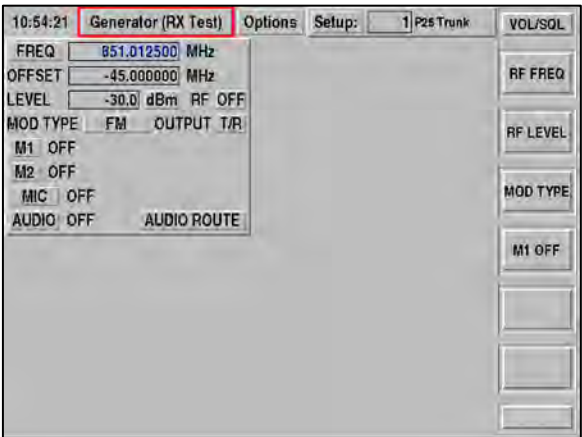 10:54:21 Generator (RX Test) Options Setup: 1 P25 Trunk VOL/SQL
FREQ 851.012500 MHz
OFFSET -45.000000 MHz
LEVEL -30.0 dBm RF OFF
MOD TYPE FM OUTPUT T/R
M1 OFF
M2 OFF
MIC OFF
AUDIO OFF AUDIO ROUTE
RF FREQ
RF LEVEL
MOD TYPE
M1 OFF